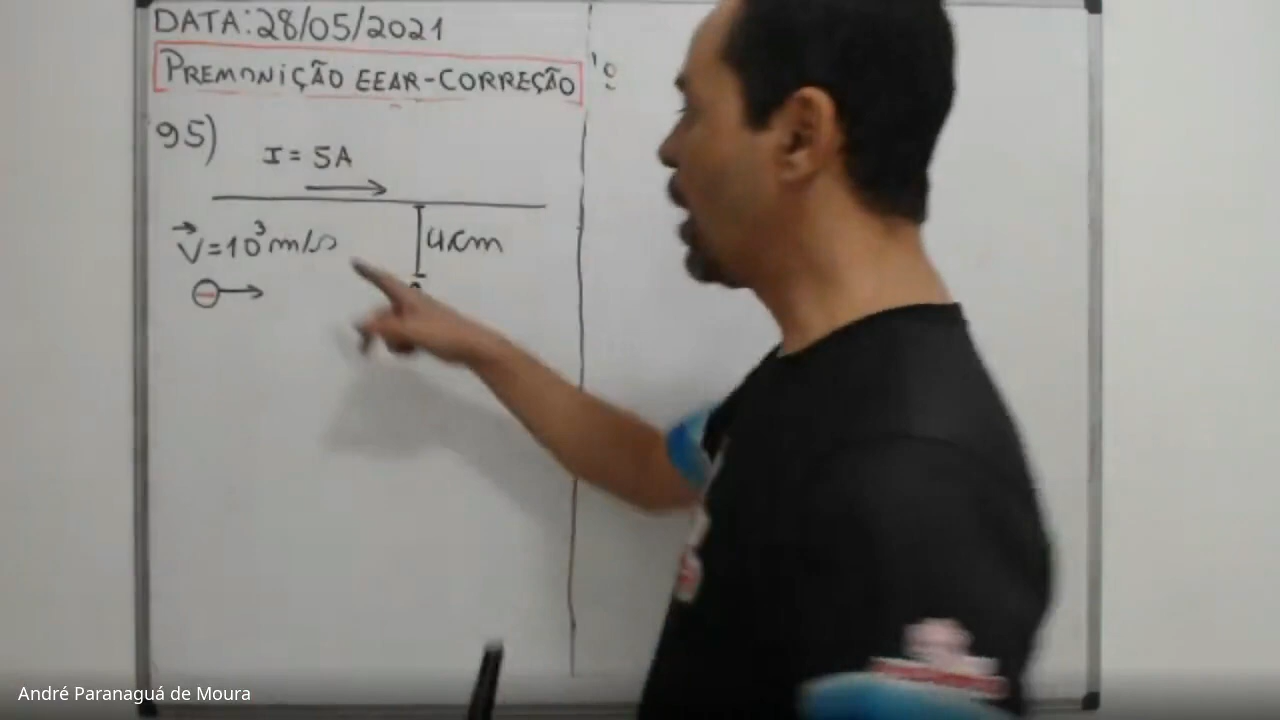 DATA: 28/05/2021
PREMONIÇÃO EEAR-CORREÇÃO
95)
I = 5A
V = 10³ m/s
4cm
André Paranaguá de Moura